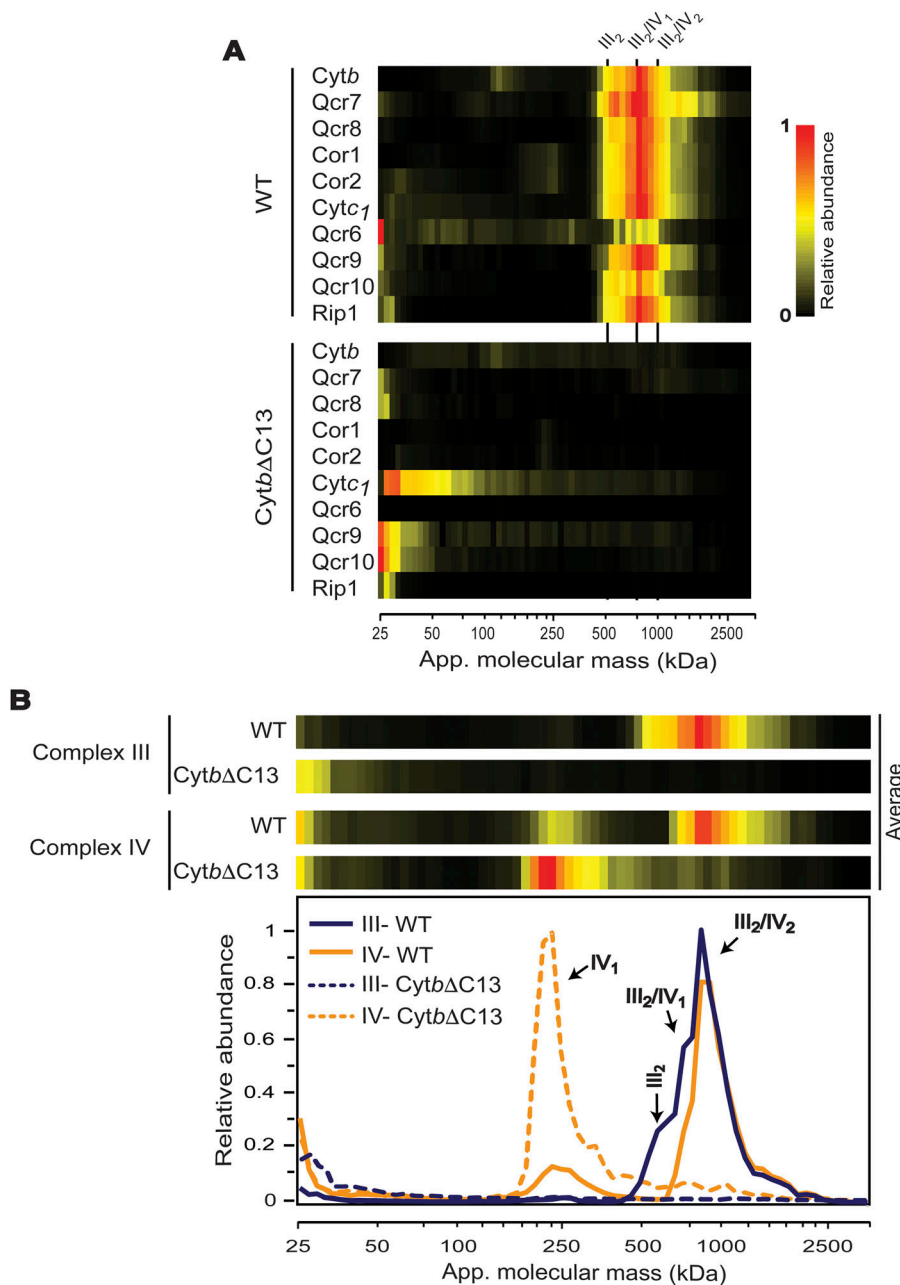 A
III₂
III₂/IV₁
III₂/IV₂
WT
Cytb
Qcr7
Qcr8
Cor1
Cor2
Cytc₁
Qcr6
Qcr9
Qcr10
Rip1
1
0
Relative abundance
CytbΔC13
Cytb
Qcr7
Qcr8
Cor1
Cor2
Cytc₁
Qcr6
Qcr9
Qcr10
Rip1
25 50 100 250 500 1000 2500
App. molecular mass (kDa)
B
Complex III
WT
CytbΔC13
Complex IV
WT
CytbΔC13
Average
III- WT
IV- WT
III- CytbΔC13
IV- CytbΔC13
IV₁
III₂
III₂/IV₁
III₂/IV₂
Relative abundance
1
0.8
0.6
0.4
0.2
0
25 50 100 250 500 1000 2500
App. molecular mass (kDa)